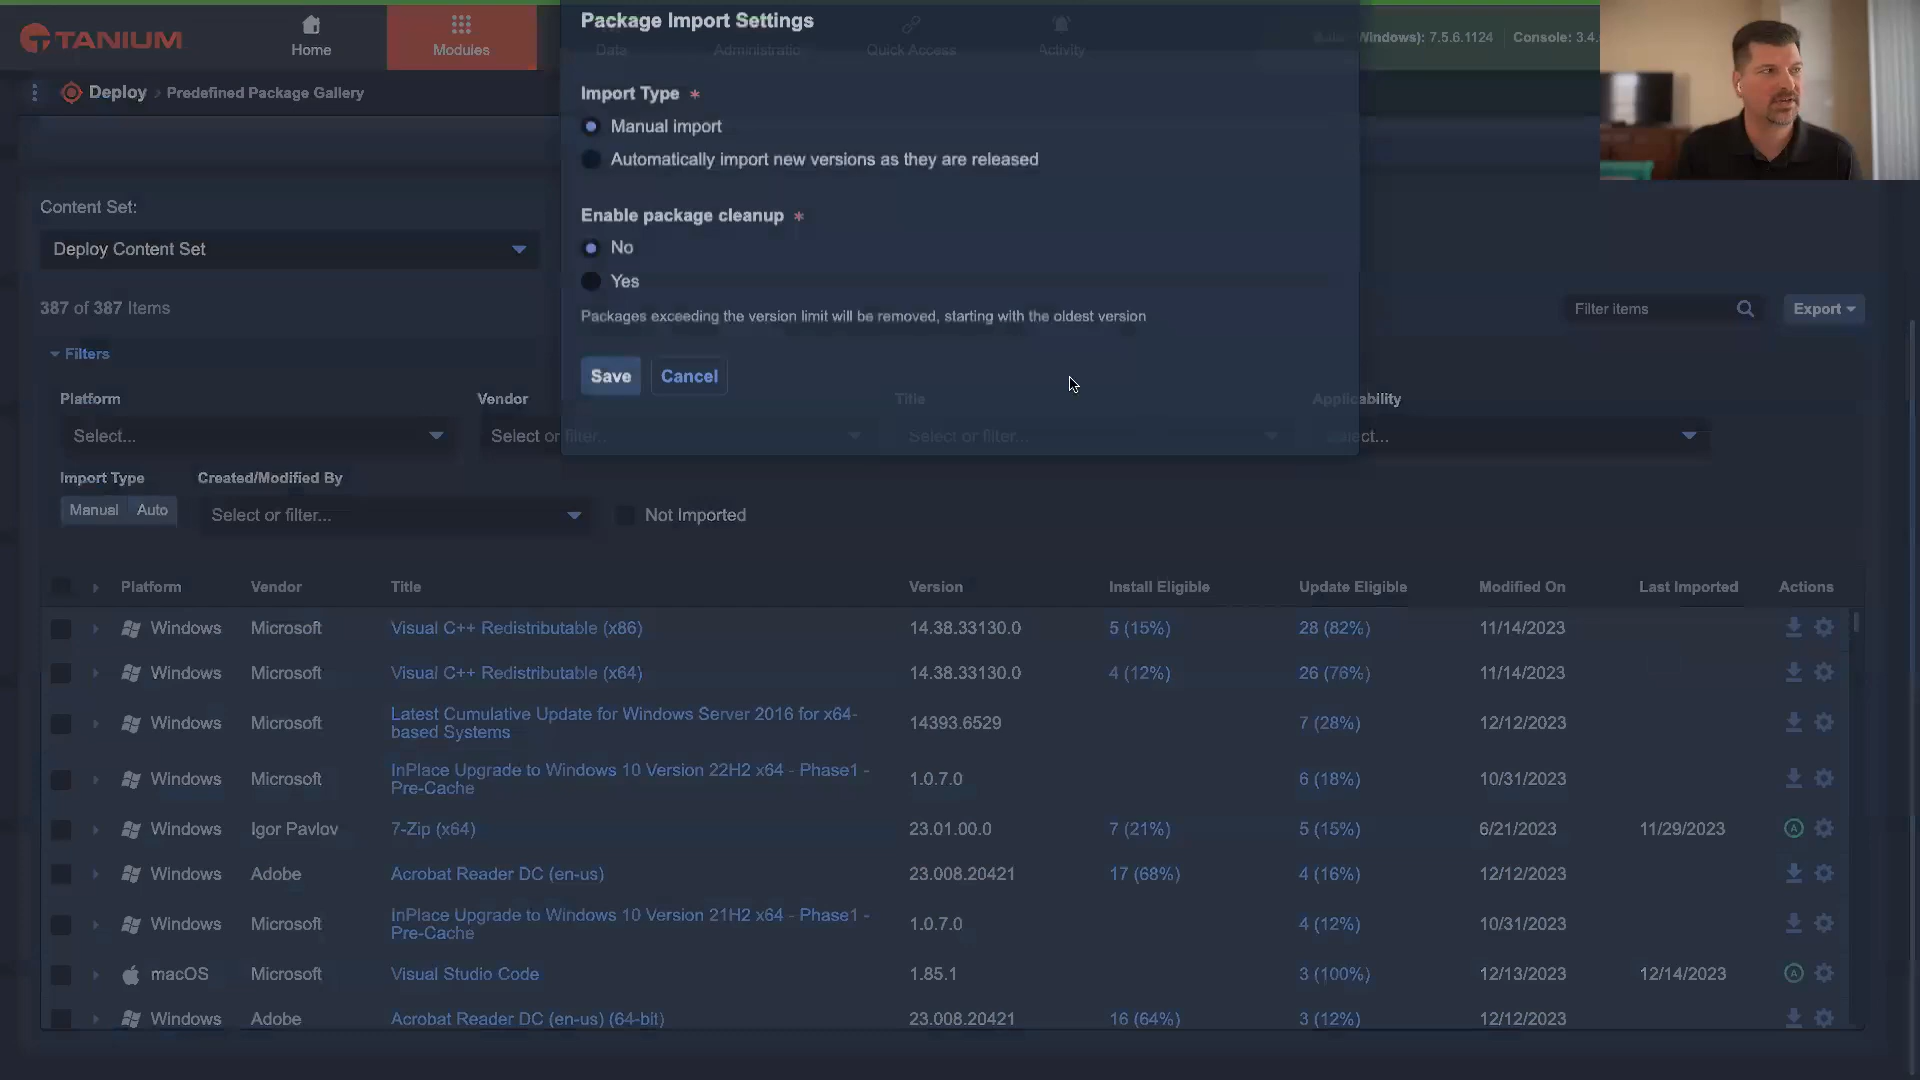 TANIUM
Home
Modules
Data
Administratio
Quick Access
Activity
Windows): 7.5.6.1124
Console: 3.4.
Deploy › Predefined Package Gallery
Package Import Settings
Import Type *
Manual import
Automatically import new versions as they are released
Enable package cleanup *
No
Yes
Packages exceeding the version limit will be removed, starting with the oldest version
Save
Cancel
Content Set:
Deploy Content Set
387 of 387 Items
Filter items
Export
Filters
Platform
Vendor
Title
Applicability
Select...
Select or filter...
Select or filter...
Select...
Import Type
Created/Modified By
Manual
Auto
Select or filter...
Not Imported
Platform Vendor Title Version Install Eligible Update Eligible Modified On Last Imported Actions
Windows Microsoft Visual C++ Redistributable (x86) 14.38.33130.0 5 (15%) 28 (82%) 11/14/2023
Windows Microsoft Visual C++ Redistributable (x64) 14.38.33130.0 4 (12%) 26 (76%) 11/14/2023
Windows Microsoft Latest Cumulative Update for Windows Server 2016 for x64-
based Systems 14393.6529 7 (28%) 12/12/2023
Windows Microsoft InPlace Upgrade to Windows 10 Version 22H2 x64 - Phase1 -
Pre-Cache 1.0.7.0 6 (18%) 10/31/2023
Windows Igor Pavlov 7-Zip (x64) 23.01.00.0 7 (21%) 5 (15%) 6/21/2023 11/29/2023 A
Windows Adobe Acrobat Reader DC (en-us) 23.008.20421 17 (68%) 4 (16%) 12/12/2023
Windows Microsoft InPlace Upgrade to Windows 10 Version 21H2 x64 - Phase1 -
Pre-Cache 1.0.7.0 4 (12%) 10/31/2023
macOS Microsoft Visual Studio Code 1.85.1 3 (100%) 12/13/2023 12/14/2023 A
Windows Adobe Acrobat Reader DC (en-us) (64-bit) 23.008.20421 16 (64%) 3 (12%) 12/12/2023